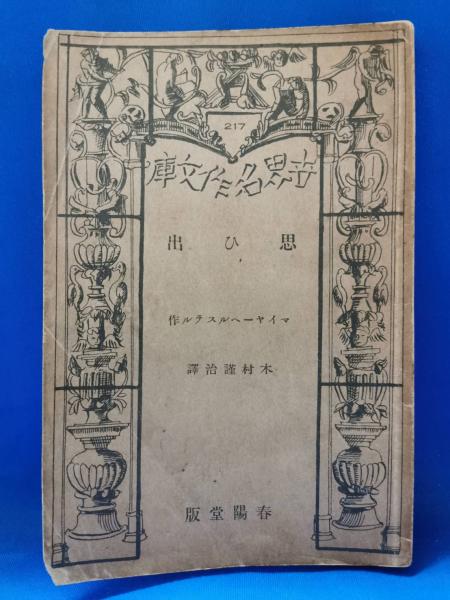 217
世界名作文庫
思ひ出
マイヤーヘルステル作
木村謹治譯
春陽堂版